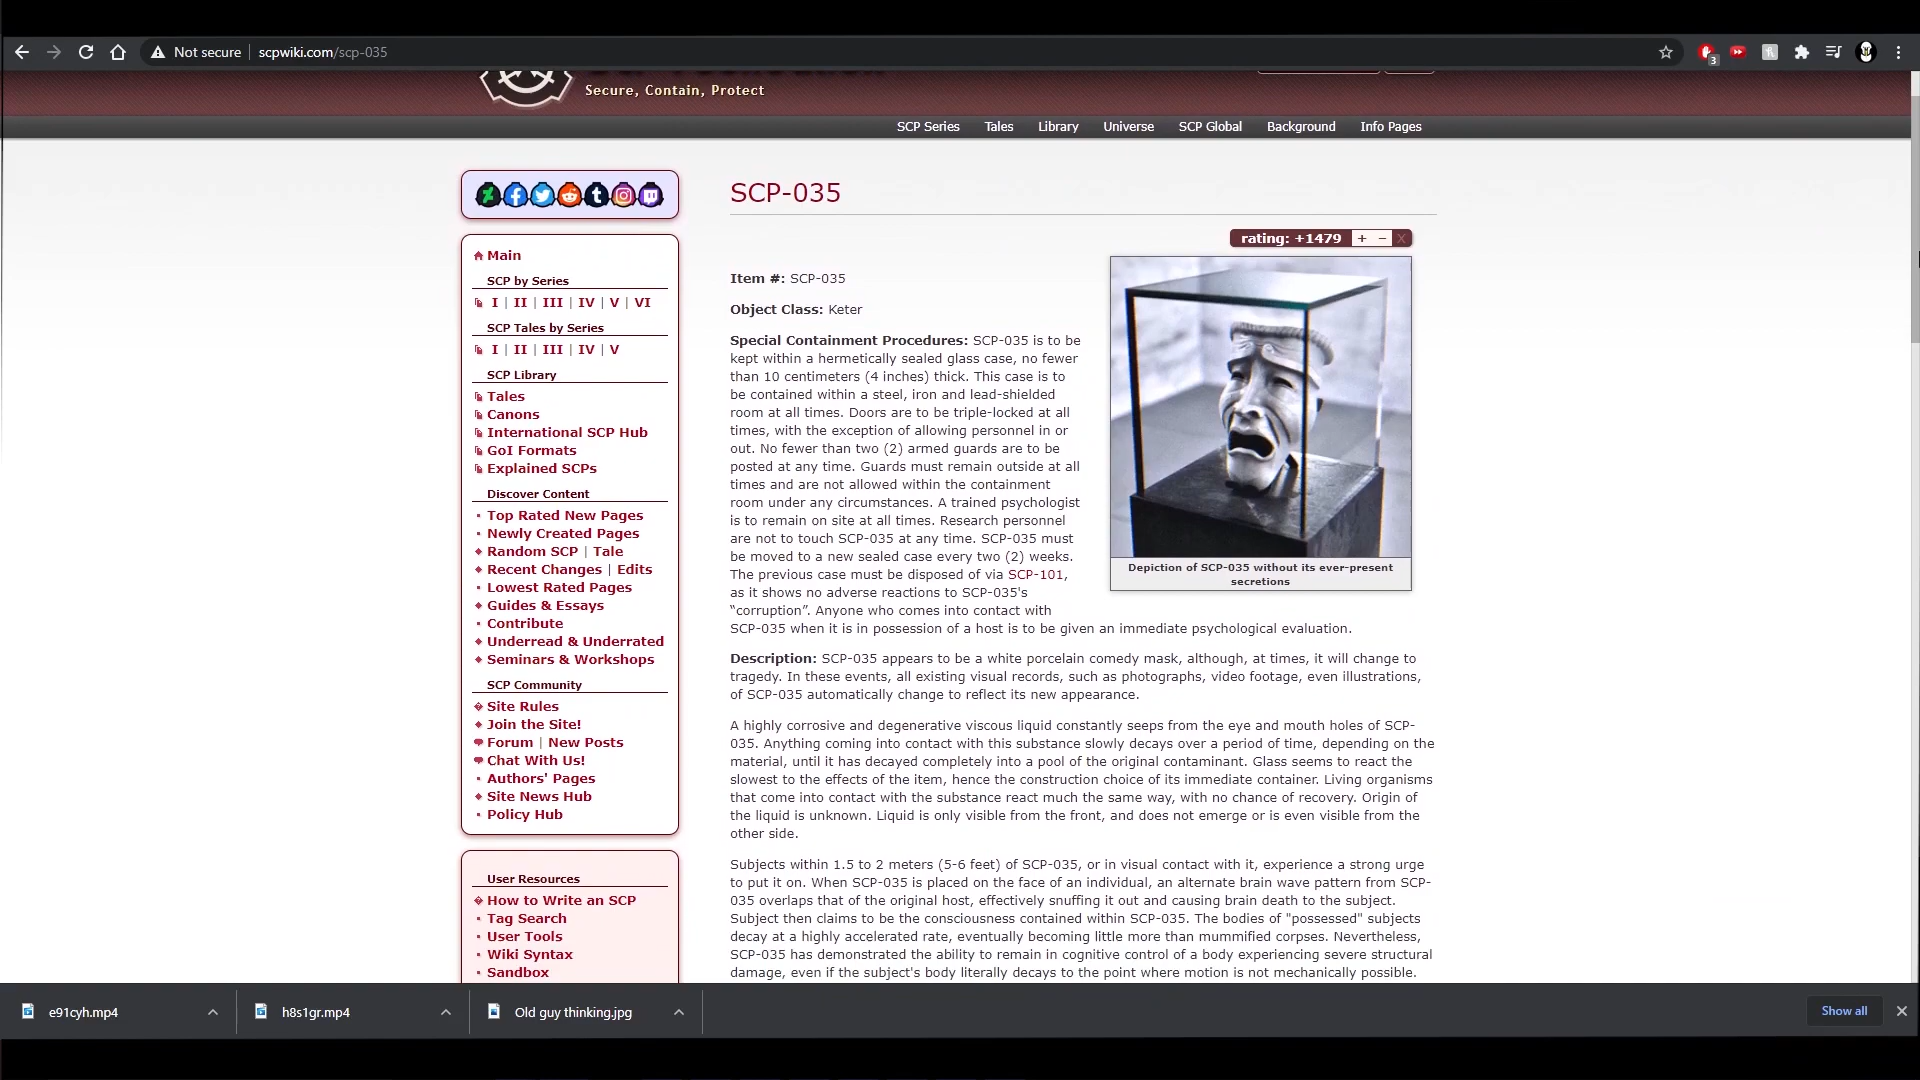 Not secure
scpwiki.com/scp-035
3
Secure, Contain, Protect
SCP Series
Tales
Library
Universe
SCP Global
Background
Info Pages
Main
SCP by Series
I | II | III | IV | V | VI
SCP Tales by Series
I | II | III | IV | V
SCP Library
Tales
Canons
International SCP Hub
GoI Formats
Explained SCPs
Discover Content
Top Rated New Pages
Newly Created Pages
Random SCP | Tale
Recent Changes | Edits
Lowest Rated Pages
Guides & Essays
Contribute
Underread & Underrated
Seminars & Workshops
SCP Community
Site Rules
Join the Site!
Forum | New Posts
Chat With Us!
Authors' Pages
Site News Hub
Policy Hub
User Resources
How to Write an SCP
Tag Search
User Tools
Wiki Syntax
Sandbox
SCP-035
rating: +1479 + − X
Item #: SCP-035
Object Class: Keter
Special Containment Procedures: SCP-035 is to be
kept within a hermetically sealed glass case, no fewer
than 10 centimeters (4 inches) thick. This case is to
be contained within a steel, iron and lead-shielded
room at all times. Doors are to be triple-locked at all
times, with the exception of allowing personnel in or
out. No fewer than two (2) armed guards are to be
posted at any time. Guards must remain outside at all
times and are not allowed within the containment
room under any circumstances. A trained psychologist
is to remain on site at all times. Research personnel
are not to touch SCP-035 at any time. SCP-035 must
be moved to a new sealed case every two (2) weeks.
The previous case must be disposed of via SCP-101,
as it shows no adverse reactions to SCP-035's
“corruption”. Anyone who comes into contact with
SCP-035 when it is in possession of a host is to be given an immediate psychological evaluation.
Depiction of SCP-035 without its ever-present
secretions
Description: SCP-035 appears to be a white porcelain comedy mask, although, at times, it will change to
tragedy. In these events, all existing visual records, such as photographs, video footage, even illustrations,
of SCP-035 automatically change to reflect its new appearance.
A highly corrosive and degenerative viscous liquid constantly seeps from the eye and mouth holes of SCP-
035. Anything coming into contact with this substance slowly decays over a period of time, depending on the
material, until it has decayed completely into a pool of the original contaminant. Glass seems to react the
slowest to the effects of the item, hence the construction choice of its immediate container. Living organisms
that come into contact with the substance react much the same way, with no chance of recovery. Origin of
the liquid is unknown. Liquid is only visible from the front, and does not emerge or is even visible from the
other side.
Subjects within 1.5 to 2 meters (5-6 feet) of SCP-035, or in visual contact with it, experience a strong urge
to put it on. When SCP-035 is placed on the face of an individual, an alternate brain wave pattern from SCP-
035 overlaps that of the original host, effectively snuffing it out and causing brain death to the subject.
Subject then claims to be the consciousness contained within SCP-035. The bodies of "possessed" subjects
decay at a highly accelerated rate, eventually becoming little more than mummified corpses. Nevertheless,
SCP-035 has demonstrated the ability to remain in cognitive control of a body experiencing severe structural
damage, even if the subject's body literally decays to the point where motion is not mechanically possible.
e91cyh.mp4
h8s1gr.mp4
Old guy thinking.jpg
Show all